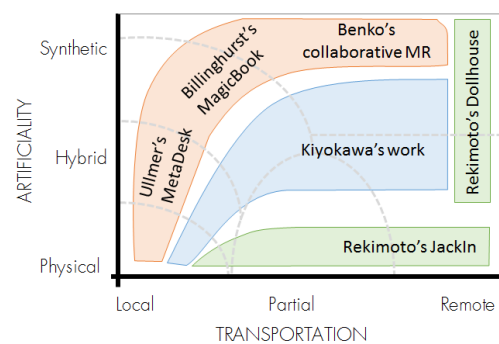 Synthetic
Hybrid
Physical
ARTIFICIALITY
Ullmer's
MetaDesk
Billinghurst's
MagicBook
Benko's
collaborative MR
Kiyokawa's work
Rekimoto's JackIn
Rekimoto's Dollhouse
Local
Partial
Remote
TRANSPORTATION